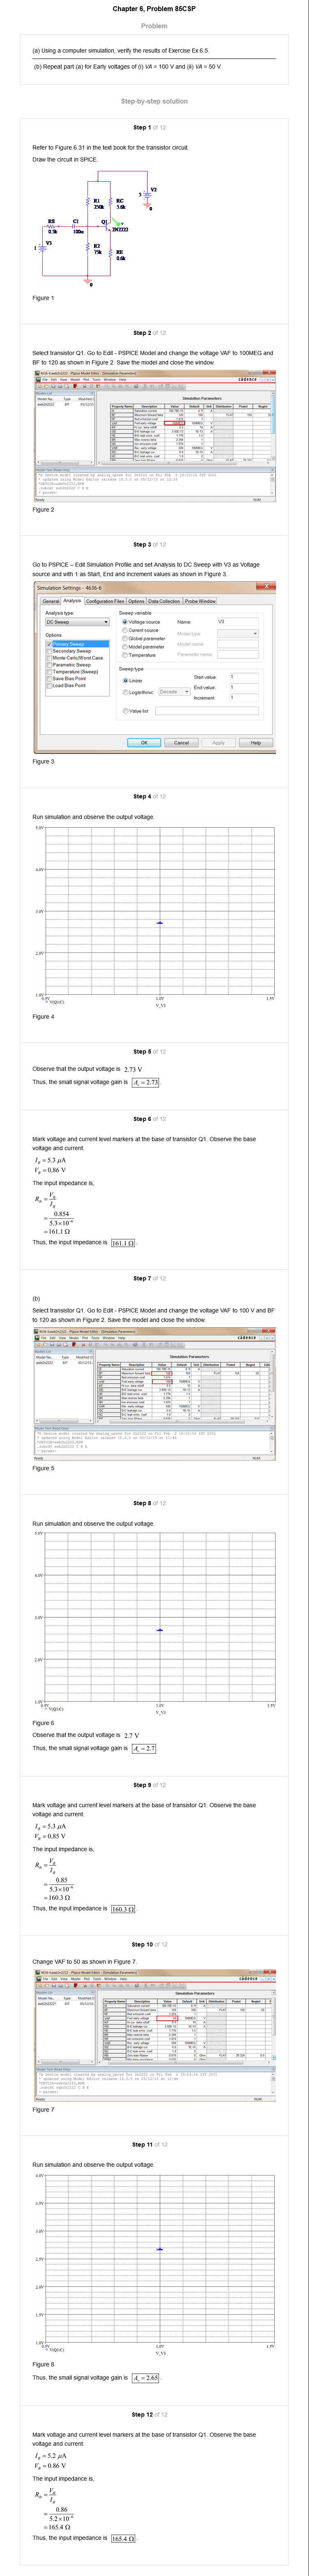 Chapter 6, Problem 85CSP
Problem
(a) Using a computer simulation, verify the results of Exercise Ex 6.5.
(b) Repeat part (a) for Early voltages of (i) VA = 100 V and (ii) VA = 50 V.
Step-by-step solution
Step 1 of 12
Refer to Figure 6.31 in the text book for the transistor circuit.
Draw the circuit in SPICE.
V2
5
0
R1
250k
RC
5.6k
RS
0.5k
C1
100n
Q1
2N2222
V3
1
R2
75k
RE
0.6k
0
Figure 1
Step 2 of 12
Select transistor Q1. Go to Edit - PSPICE Model and change the voltage VAF to 100MEG and
BF to 120 as shown in Figure 2. Save the model and close the window.
cādence
Simulation Parameters
Figure 2
Step 3 of 12
Go to PSPICE – Edit Simulation Profile and set Analysis to DC Sweep with V3 as Voltage
source and with 1 as Start, End and increment values as shown in Figure 3.
Simulation Settings - 4636-6
General Analysis Configuration Files Options Data Collection Probe Window
Analysis type:
DC Sweep
Options:
Primary Sweep
Secondary Sweep
Monte Carlo/Worst Case
Parametric Sweep
Temperature (Sweep)
Save Bias Point
Load Bias Point
Sweep variable
Voltage source
Current source
Global parameter
Model parameter
Temperature
Name: V3
Model type:
Model name:
Parameter name:
Sweep type
Linear
Logarithmic Decade
Start value: 1
End value: 1
Increment: 1
Value list
OK Cancel Apply Help
Figure 3
Step 4 of 12
Run simulation and observe the output voltage.
5.0V
4.0V
3.0V
2.0V
1.0V
0.5V 1.0V 1.5V
V(Q1:C)
V_V3
Figure 4
Step 5 of 12
Observe that the output voltage is 2.73 V
Thus, the small signal voltage gain is A_v = 2.73.
Step 6 of 12
Mark voltage and current level markers at the base of transistor Q1. Observe the base
voltage and current.
I_B = 5.3 μA
V_B = 0.86 V
The input impedance is,
R_ib = V_B / I_B
= 0.854 / 5.3×10⁻⁶
= 161.1 Ω
Thus, the input impedance is 161.1 Ω.
Step 7 of 12
(b)
Select transistor Q1. Go to Edit - PSPICE Model and change the voltage VAF to 100 V and BF
to 120 as shown in Figure 2. Save the model and close the window.
cādence
Simulation Parameters
Figure 5
Step 8 of 12
Run simulation and observe the output voltage.
5.0V
4.0V
3.0V
2.0V
1.0V
0.5V 1.0V 1.5V
V(Q1:C)
V_V3
Figure 6
Observe that the output voltage is 2.7 V
Thus, the small signal voltage gain is A_v = 2.7.
Step 9 of 12
Mark voltage and current level markers at the base of transistor Q1. Observe the base
voltage and current.
I_B = 5.3 μA
V_B = 0.85 V
The input impedance is,
R_ib = V_B / I_B
= 0.85 / 5.3×10⁻⁶
= 160.3 Ω
Thus, the input impedance is 160.3 Ω.
Step 10 of 12
Change VAF to 50 as shown in Figure 7.
cādence
Simulation Parameters
Figure 7
Step 11 of 12
Run simulation and observe the output voltage.
4.0V
3.5V
3.0V
2.5V
2.0V
1.5V
1.0V
0.5V 1.0V 1.5V
V(Q1:C)
V_V3
Figure 8
Thus, the small signal voltage gain is A_v = 2.65.
Step 12 of 12
Mark voltage and current level markers at the base of transistor Q1. Observe the base
voltage and current.
I_B = 5.2 μA
V_B = 0.86 V
The input impedance is,
R_ib = V_B / I_B
= 0.86 / 5.2×10⁻⁶
= 165.4 Ω
Thus, the input impedance is 165.4 Ω.